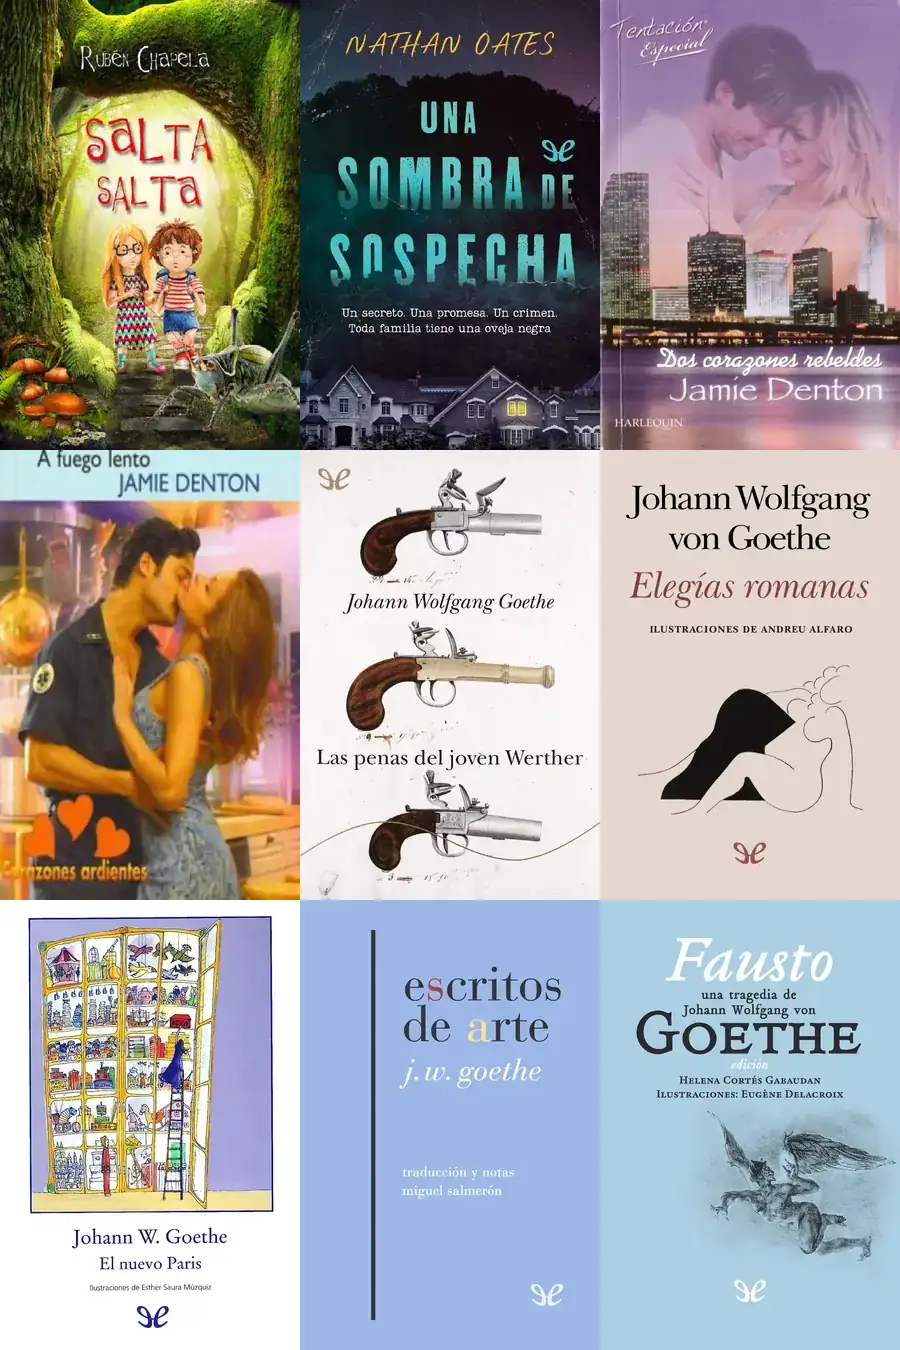 Rubén Chapela
SALTA
SALTA
NATHAN OATES
UNA
SOMBRA DE
SOSPECHA
Un secreto. Una promesa. Un crimen.
Toda familia tiene una oveja negra
Tentación
Especial
Dos corazones rebeldes
Jamie Denton
HARLEQUIN
A fuego lento
JAMIE DENTON
Corazones ardientes
Johann Wolfgang Goethe
Las penas del joven Werther
Johann Wolfgang
von Goethe
Elegías romanas
ILUSTRACIONES DE ANDREU ALFARO
Johann W. Goethe
El nuevo Paris
Ilustraciones de Esther Saura Múzquiz
escritos
de arte
j. w. goethe
traducción y notas
miguel salmerón
Fausto
una tragedia de
Johann Wolfgang von
GOETHE
edición
HELENA CORTÉS GABAUDAN
ILUSTRACIONES: EUGÈNE DELACROIX